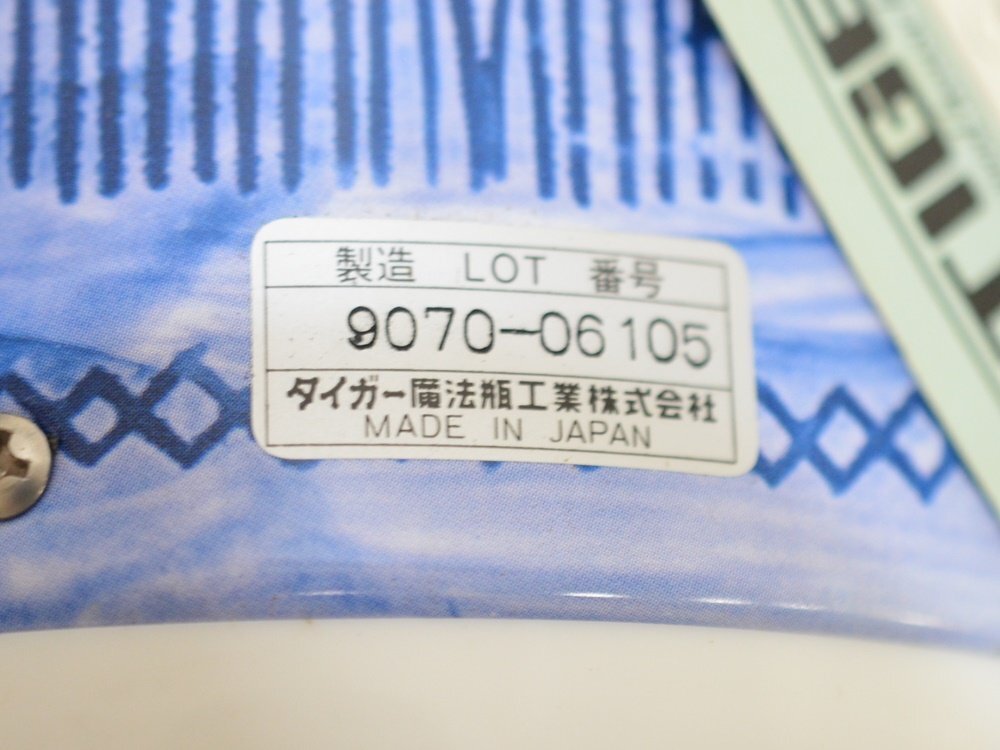 製造 LOT 番号
9070-06105
タイガー魔法瓶工業株式会社
MADE IN JAPAN
TIGE